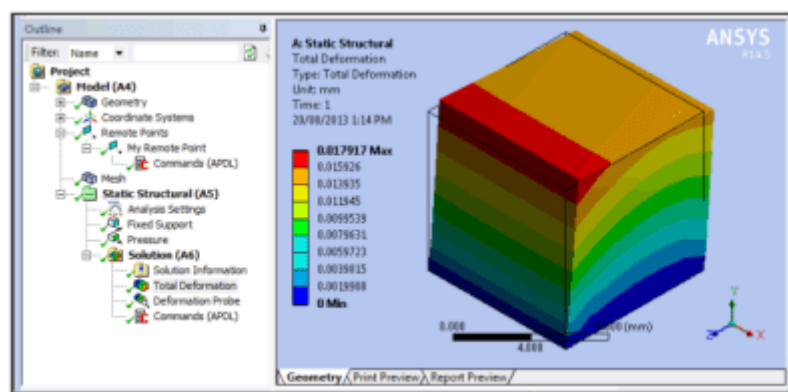 Outline
Filter: Name
Project
Model (A4)
Geometry
Coordinate Systems
Remote Points
My Remote Point
Commands (APDL)
Mesh
Static Structural (A5)
Analysis Settings
Fixed Support
Pressure
Solution (A6)
Solution Information
Total Deformation
Deformation Probe
Commands (APDL)
A: Static Structural
Total Deformation
Type: Total Deformation
Unit: mm
Time: 1
20/08/2013 1:14 PM
0.017917 Max
0.015926
0.013935
0.011945
0.0099539
0.0079631
0.0059723
0.0039815
0.0019908
0 Min
ANSYS
R14.5
0.000
(mm)
4.000
Y
Z
X
Geometry
Print Preview
Report Preview